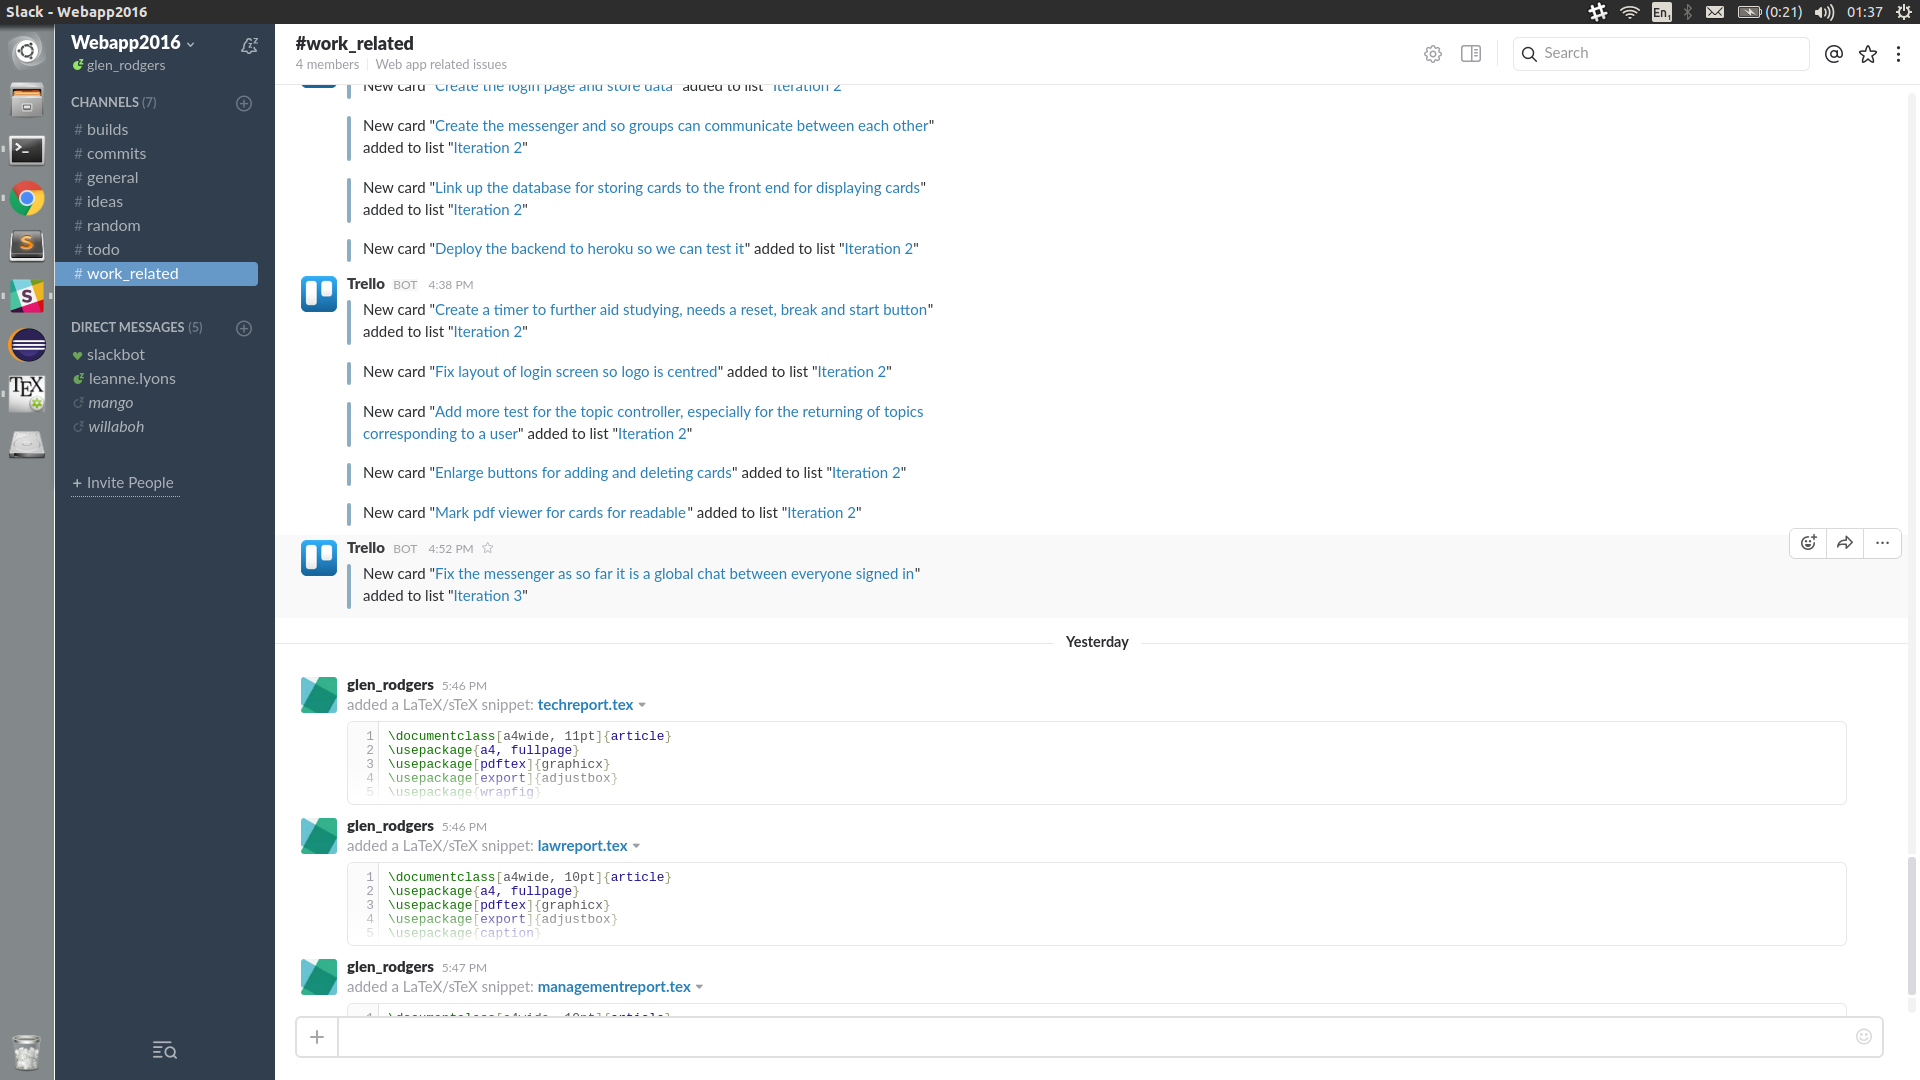 Slack - Webapp2016
En1
(0:21)
01:37
Webapp2016
glen_rodgers
CHANNELS (7)
# builds
# commits
# general
# ideas
# random
# todo
# work_related
DIRECT MESSAGES (5)
slackbot
leanne.lyons
mango
willaboh
+ Invite People
#work_related
4 members
Web app related issues
Search
New card "Create the login page and store data" added to list "Iteration 2"
New card "Create the messenger and so groups can communicate between each other"
added to list "Iteration 2"
New card "Link up the database for storing cards to the front end for displaying cards"
added to list "Iteration 2"
New card "Deploy the backend to heroku so we can test it" added to list "Iteration 2"
Trello BOT 4:38 PM
New card "Create a timer to further aid studying, needs a reset, break and start button"
added to list "Iteration 2"
New card "Fix layout of login screen so logo is centred" added to list "Iteration 2"
New card "Add more test for the topic controller, especially for the returning of topics
corresponding to a user" added to list "Iteration 2"
New card "Enlarge buttons for adding and deleting cards" added to list "Iteration 2"
New card "Mark pdf viewer for cards for readable" added to list "Iteration 2"
Trello BOT 4:52 PM
New card "Fix the messenger as so far it is a global chat between everyone signed in"
added to list "Iteration 3"
Yesterday
glen_rodgers 5:46 PM
added a LaTeX/sTeX snippet: techreport.tex
1 \documentclass[a4wide, 11pt]{article}
2 \usepackage{a4, fullpage}
3 \usepackage[pdftex]{graphicx}
4 \usepackage[export]{adjustbox}
5 \usepackage{wrapfig}
glen_rodgers 5:46 PM
added a LaTeX/sTeX snippet: lawreport.tex
1 \documentclass[a4wide, 10pt]{article}
2 \usepackage{a4, fullpage}
3 \usepackage[pdftex]{graphicx}
4 \usepackage[export]{adjustbox}
5 \usepackage{caption}
glen_rodgers 5:47 PM
added a LaTeX/sTeX snippet: managementreport.tex
1 \documentclass[a4wide, 10pt]{article}
TEX